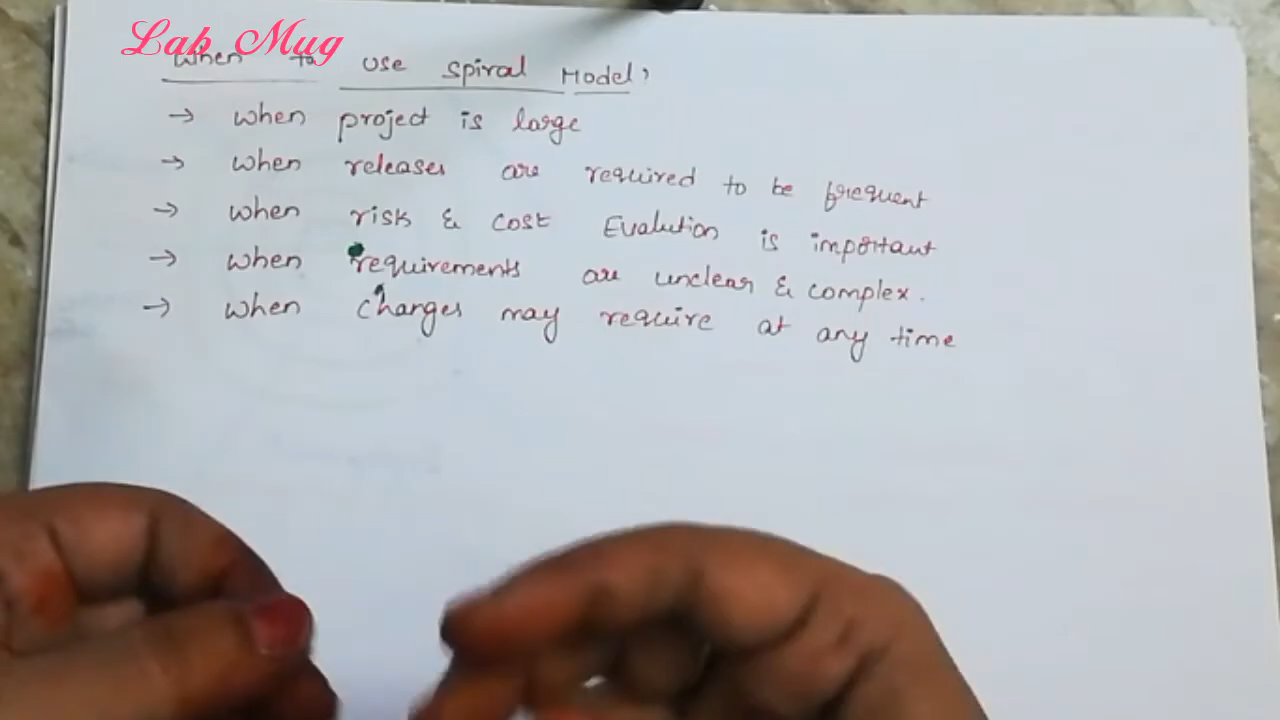 Lab Mug
When to use spiral Model,
→ when project is large
→ when releases are required to be frequent
→ when risk & cost Evalution is important
→ when requirements are unclear & complex.
→ when changes may require at any time